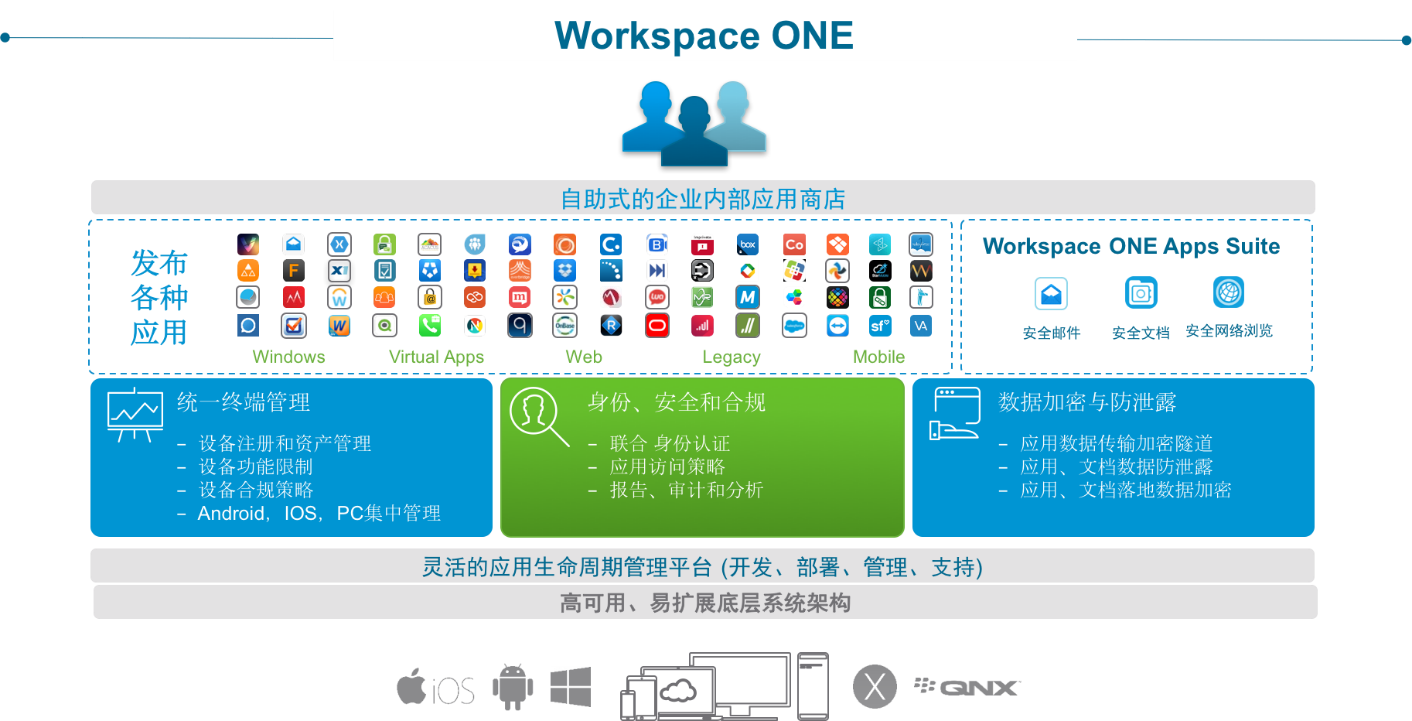 Workspace ONE
自助式的企业内部应用商店
发布
各种
应用
Windows
Virtual Apps
Web
Legacy
Mobile
Workspace ONE Apps Suite
安全邮件
安全文档
安全网络浏览
统一终端管理
– 设备注册和资产管理
– 设备功能限制
– 设备合规策略
– Android，IOS，PC集中管理
身份、安全和合规
– 联合 身份认证
– 应用访问策略
– 报告、审计和分析
数据加密与防泄露
– 应用数据传输加密隧道
– 应用、文档数据防泄露
– 应用、文档落地数据加密
灵活的应用生命周期管理平台 (开发、部署、管理、支持)
高可用、易扩展底层系统架构
iOS
X
QNX